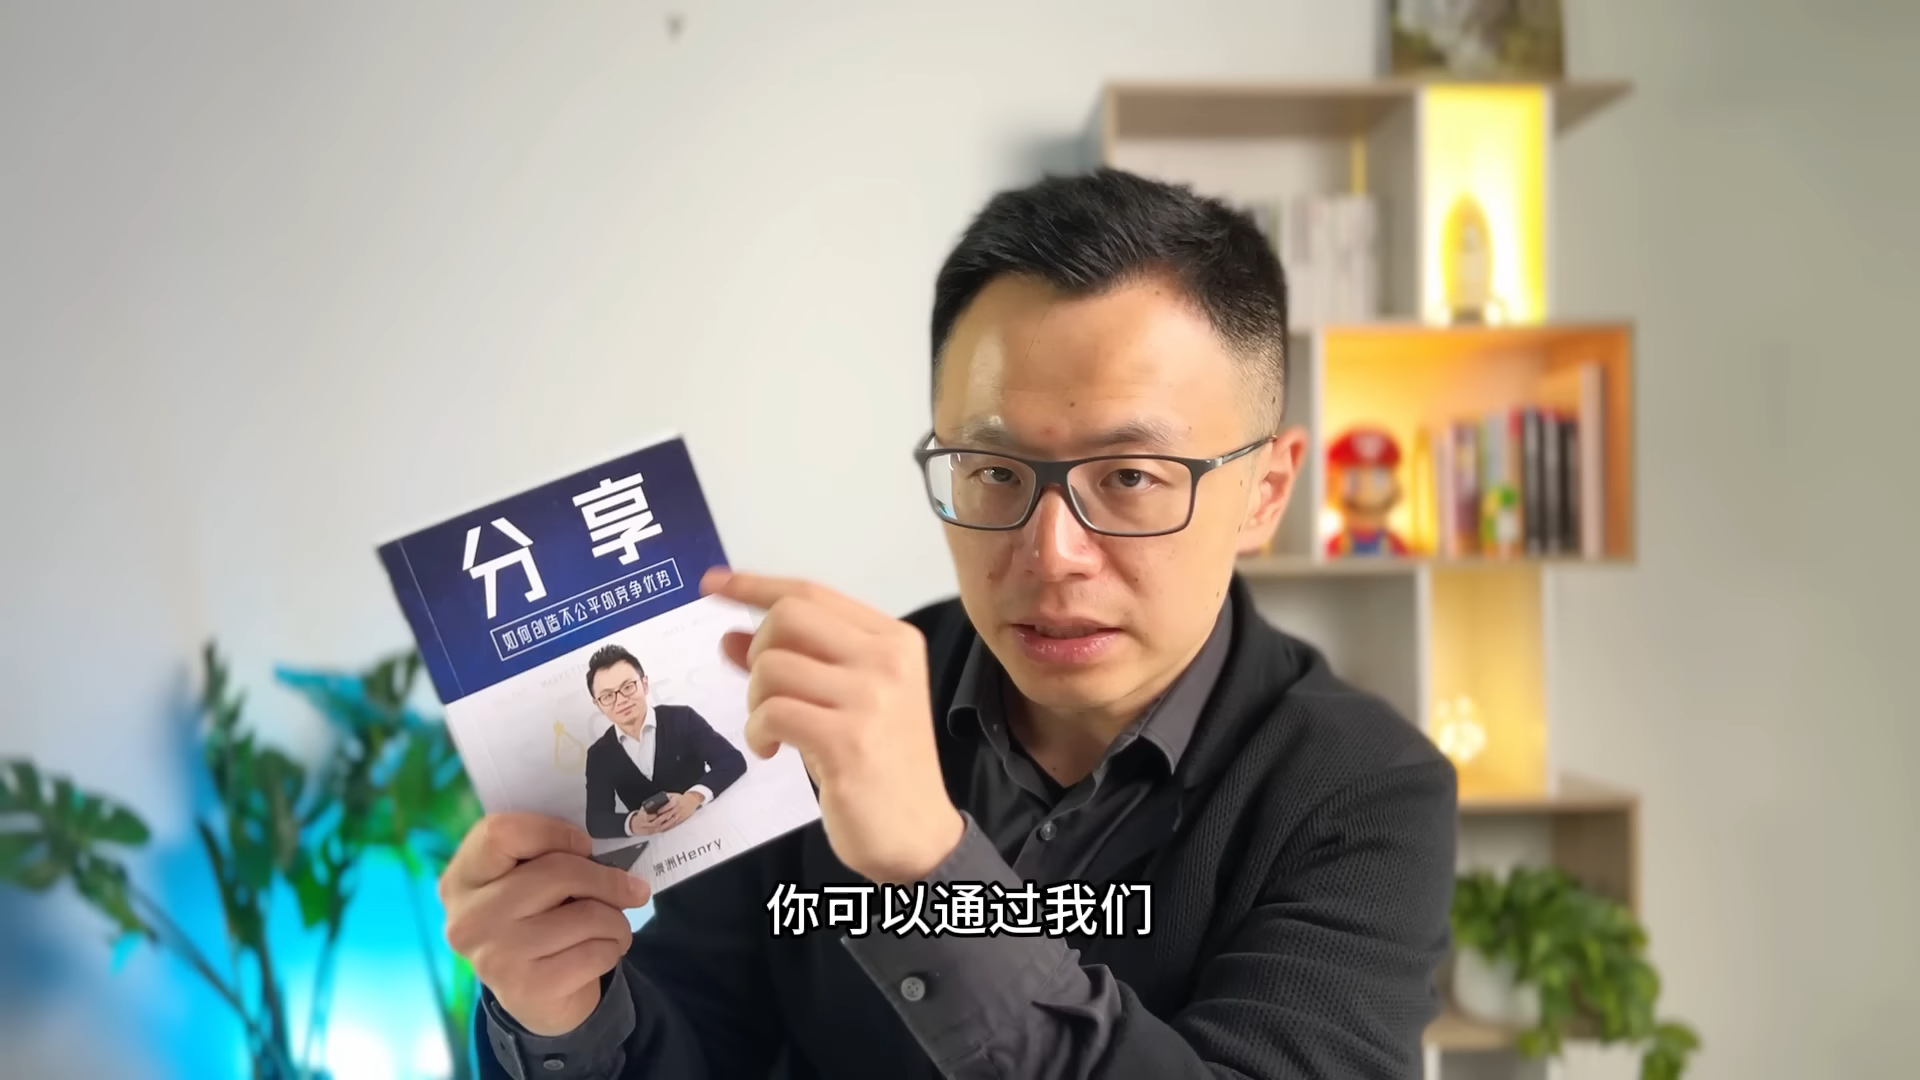 分享
如何创造不公平的竞争优势
澳洲Henry
你可以通过我们